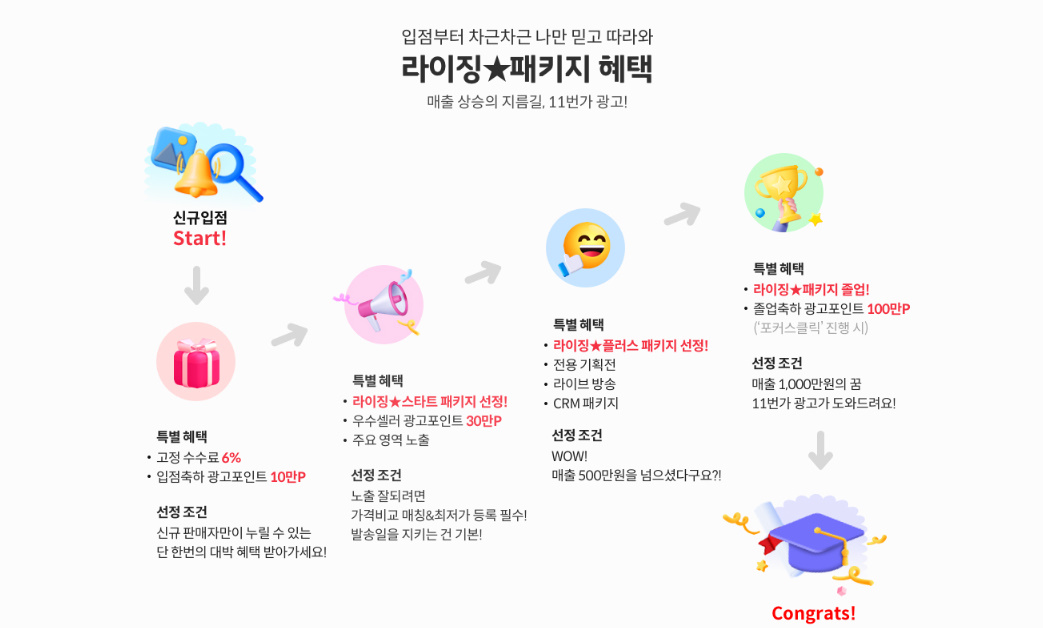 입점부터 차근차근 나만 믿고 따라와
라이징★패키지 혜택
매출 상승의 지름길, 11번가 광고!
신규입점
Start!
특별 혜택
• 고정 수수료 6%
• 입점축하 광고포인트 10만P
선정 조건
신규 판매자만이 누릴 수 있는
단 한번의 대박 혜택 받아가세요!
특별 혜택
• 라이징★스타트 패키지 선정!
• 우수셀러 광고포인트 30만P
• 주요 영역 노출
선정 조건
노출 잘되려면
가격비교 매칭&최저가 등록 필수!
발송일을 지키는 건 기본!
특별 혜택
• 라이징★플러스 패키지 선정!
• 전용 기획전
• 라이브 방송
• CRM 패키지
선정 조건
WOW!
매출 500만원을 넘으셨다구요?!
특별 혜택
• 라이징★패키지 졸업!
• 졸업축하 광고포인트 100만P
('포커스클릭' 진행 시)
선정 조건
매출 1,000만원의 꿈
11번가 광고가 도와드려요!
Congrats!